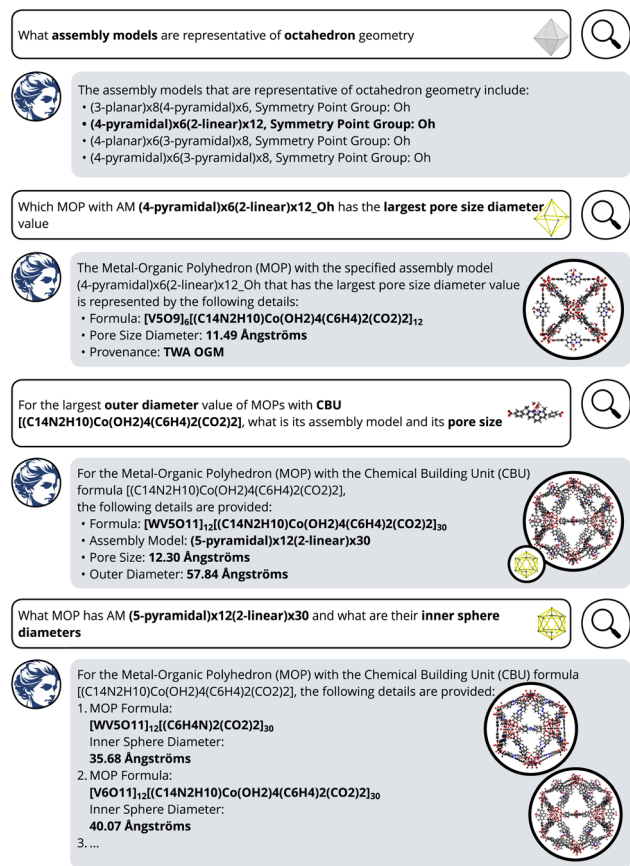 What assembly models are representative of octahedron geometry
The assembly models that are representative of octahedron geometry include:
• (3-planar)x8(4-pyramidal)x6, Symmetry Point Group: Oh
• (4-pyramidal)x6(2-linear)x12, Symmetry Point Group: Oh
• (4-planar)x6(3-pyramidal)x8, Symmetry Point Group: Oh
• (4-pyramidal)x6(3-pyramidal)x8, Symmetry Point Group: Oh
Which MOP with AM (4-pyramidal)x6(2-linear)x12_Oh has the largest pore size diameter
value
The Metal-Organic Polyhedron (MOP) with the specified assembly model
(4-pyramidal)x6(2-linear)x12_Oh that has the largest pore size diameter value
is represented by the following details:
• Formula: [V5O9]6[(C14N2H10)Co(OH2)4(C6H4)2(CO2)2]12
• Pore Size Diameter: 11.49 Ångströms
• Provenance: TWA OGM
For the largest outer diameter value of MOPs with CBU
[(C14N2H10)Co(OH2)4(C6H4)2(CO2)2], what is its assembly model and its pore size
For the Metal-Organic Polyhedron (MOP) with the Chemical Building Unit (CBU)
formula [(C14N2H10)Co(OH2)4(C6H4)2(CO2)2],
the following details are provided:
• Formula: [WV5O11]12[(C14N2H10)Co(OH2)4(C6H4)2(CO2)2]30
• Assembly Model: (5-pyramidal)x12(2-linear)x30
• Pore Size: 12.30 Ångströms
• Outer Diameter: 57.84 Ångströms
What MOP has AM (5-pyramidal)x12(2-linear)x30 and what are their inner sphere
diameters
For the Metal-Organic Polyhedron (MOP) with the Chemical Building Unit (CBU) formula
[(C14N2H10)Co(OH2)4(C6H4)2(CO2)2], the following details are provided:
1. MOP Formula:
[WV5O11]12[(C6H4N)2(CO2)2]30
Inner Sphere Diameter:
35.68 Ångströms
2. MOP Formula:
[V6O11]12[(C14N2H10)Co(OH2)4(C6H4)2(CO2)2]30
Inner Sphere Diameter:
40.07 Ångströms
3. ...